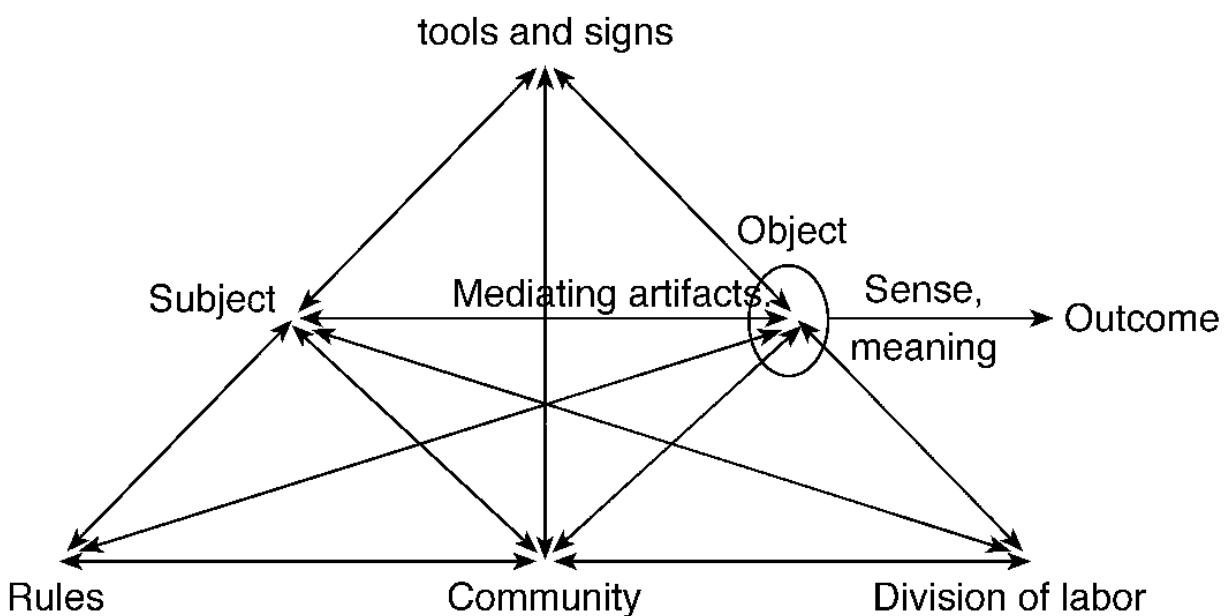 tools and signs
Object
Subject
Mediating artifacts.
Sense,
meaning
Outcome
Rules
Community
Division of labor